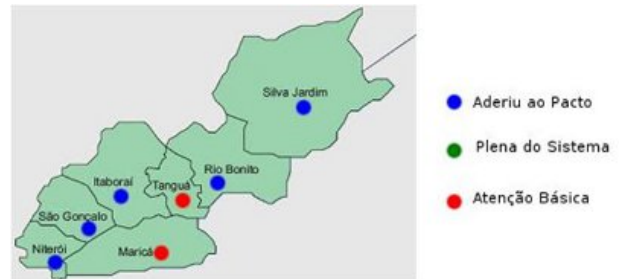 Silva Jardim
Rio Bonito
Tanguá
Itaboraí
São Gonçalo
Niterói
Maricá
Aderiu ao Pacto
Plena do Sistema
Atenção Básica